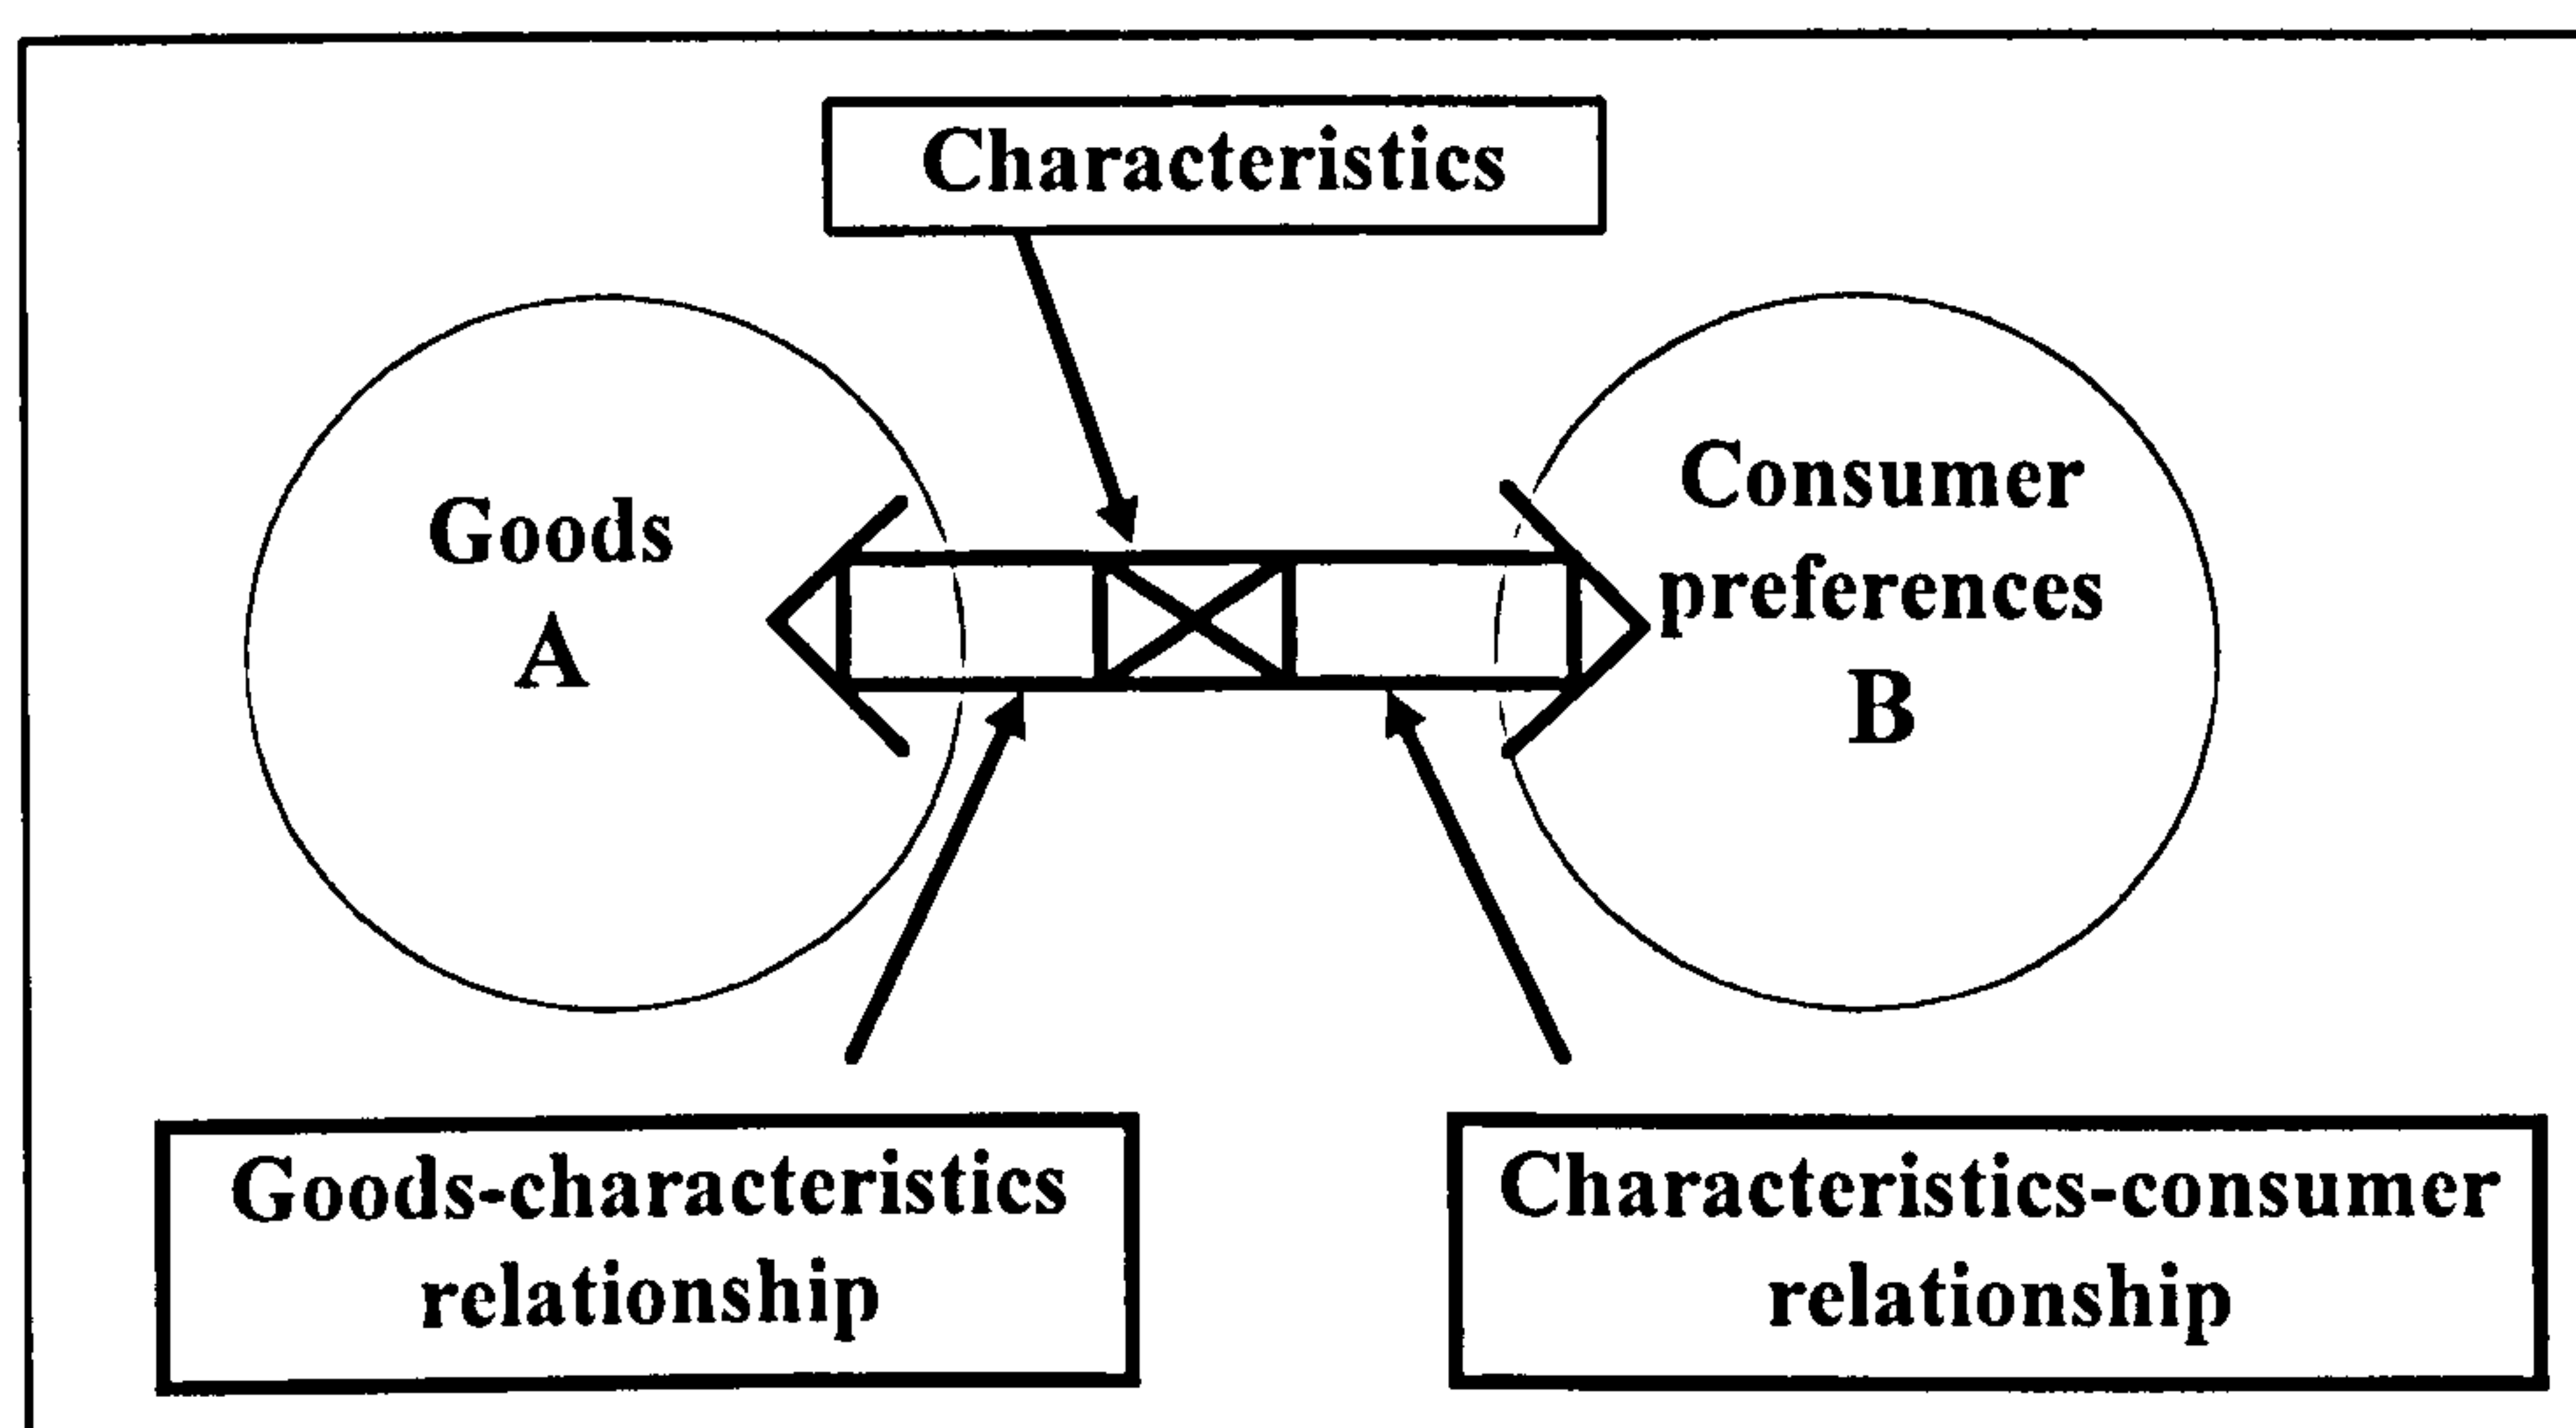 Characteristics
Goods
A
Consumer
preferences
B
Goods-characteristics
relationship
Characteristics-consumer
relationship